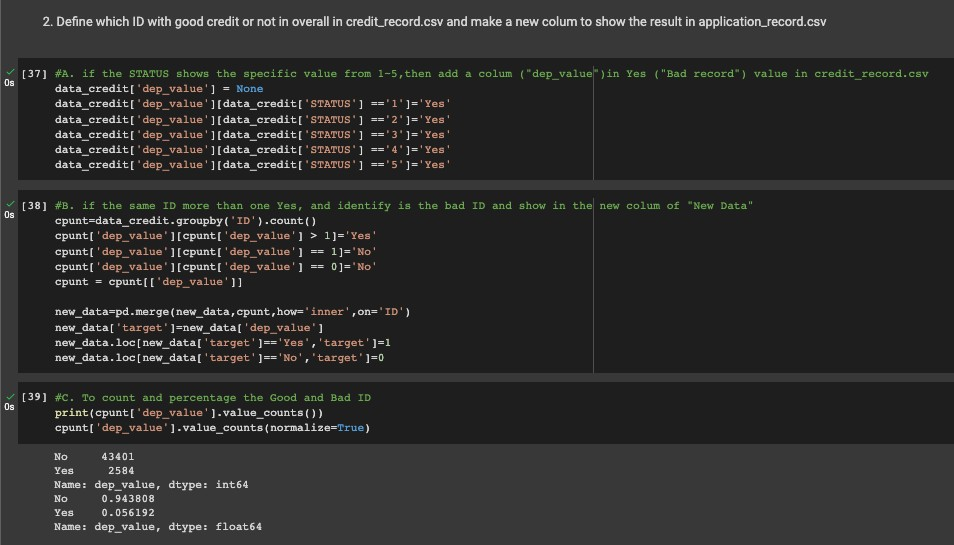 2. Define which ID with good credit or not in overall in credit_record.csv and make a new colum to show the result in application_record.csv
[37] #A. if the STATUS shows the specific value from 1-5,then add a colum ("dep_value")in Yes ("Bad record") value in credit_record.csv
0s
data_credit['dep_value'] = None
data_credit['dep_value'][data_credit['STATUS'] =='1']='Yes'
data_credit['dep_value'][data_credit['STATUS'] =='2']='Yes'
data_credit['dep_value'][data_credit['STATUS'] =='3']='Yes'
data_credit['dep_value'][data_credit['STATUS'] =='4']='Yes'
data_credit['dep_value'][data_credit['STATUS'] =='5']='Yes'
[38] #B. if the same ID more than one Yes, and identify is the bad ID and show in the new colum of "New Data"
0s
cpunt=data_credit.groupby('ID').count()
cpunt['dep_value'][cpunt['dep_value'] > 1]='Yes'
cpunt['dep_value'][cpunt['dep_value'] == 1]='No'
cpunt['dep_value'][cpunt['dep_value'] == 0]='No'
cpunt = cpunt[['dep_value']]
new_data=pd.merge(new_data,cpunt,how='inner',on='ID')
new_data['target']=new_data['dep_value']
new_data.loc[new_data['target']=='Yes','target']=1
new_data.loc[new_data['target']=='No','target']=0
[39] #C. To count and percentage the Good and Bad ID
0s
print(cpunt['dep_value'].value_counts())
cpunt['dep_value'].value_counts(normalize=True)
No 43401
Yes 2584
Name: dep_value, dtype: int64
No 0.943808
Yes 0.056192
Name: dep_value, dtype: float64